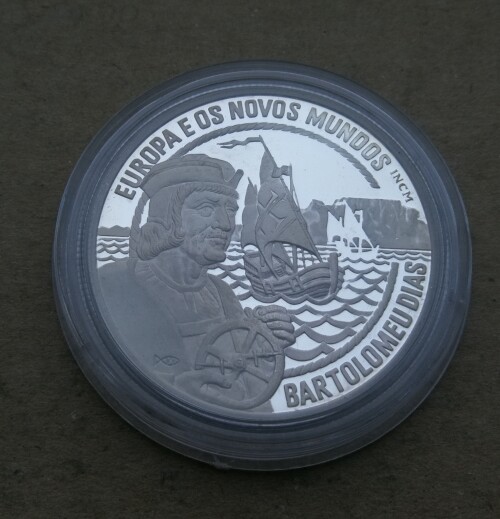 EUROPA E OS NOVOS MUNDOS
INCM
BARTOLOMEU DIAS